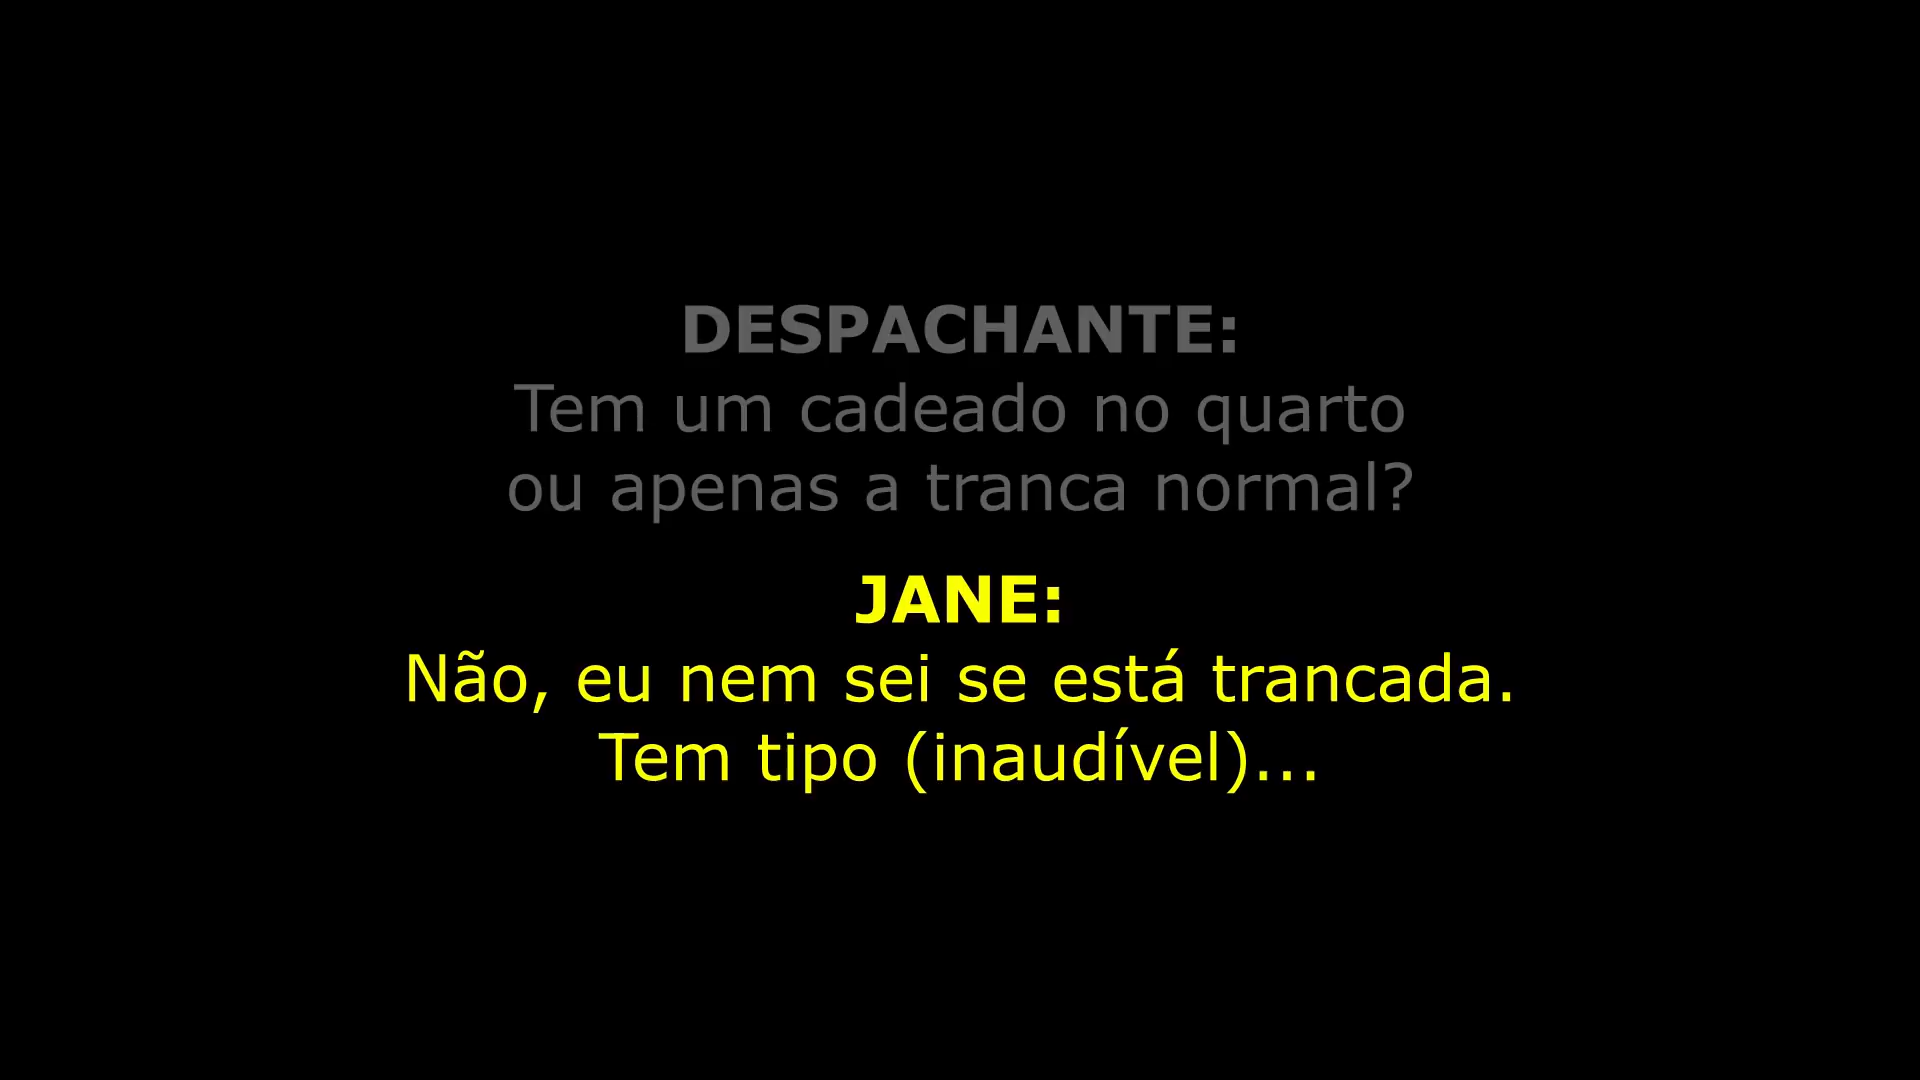 DESPACHANTE:
Tem um cadeado no quarto
ou apenas a tranca normal?
JANE:
Não, eu nem sei se está trancada.
Tem tipo (inaudível)...